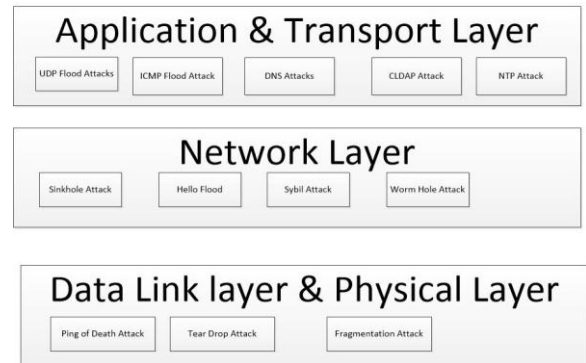 Application & Transport Layer
UDP Flood Attacks
ICMP Flood Attack
DNS Attacks
CLDAP Attack
NTP Attack
Network Layer
Sinkhole Attack
Hello Flood
Sybil Attack
Worm Hole Attack
Data Link layer & Physical Layer
Ping of Death Attack
Tear Drop Attack
Fragmentation Attack